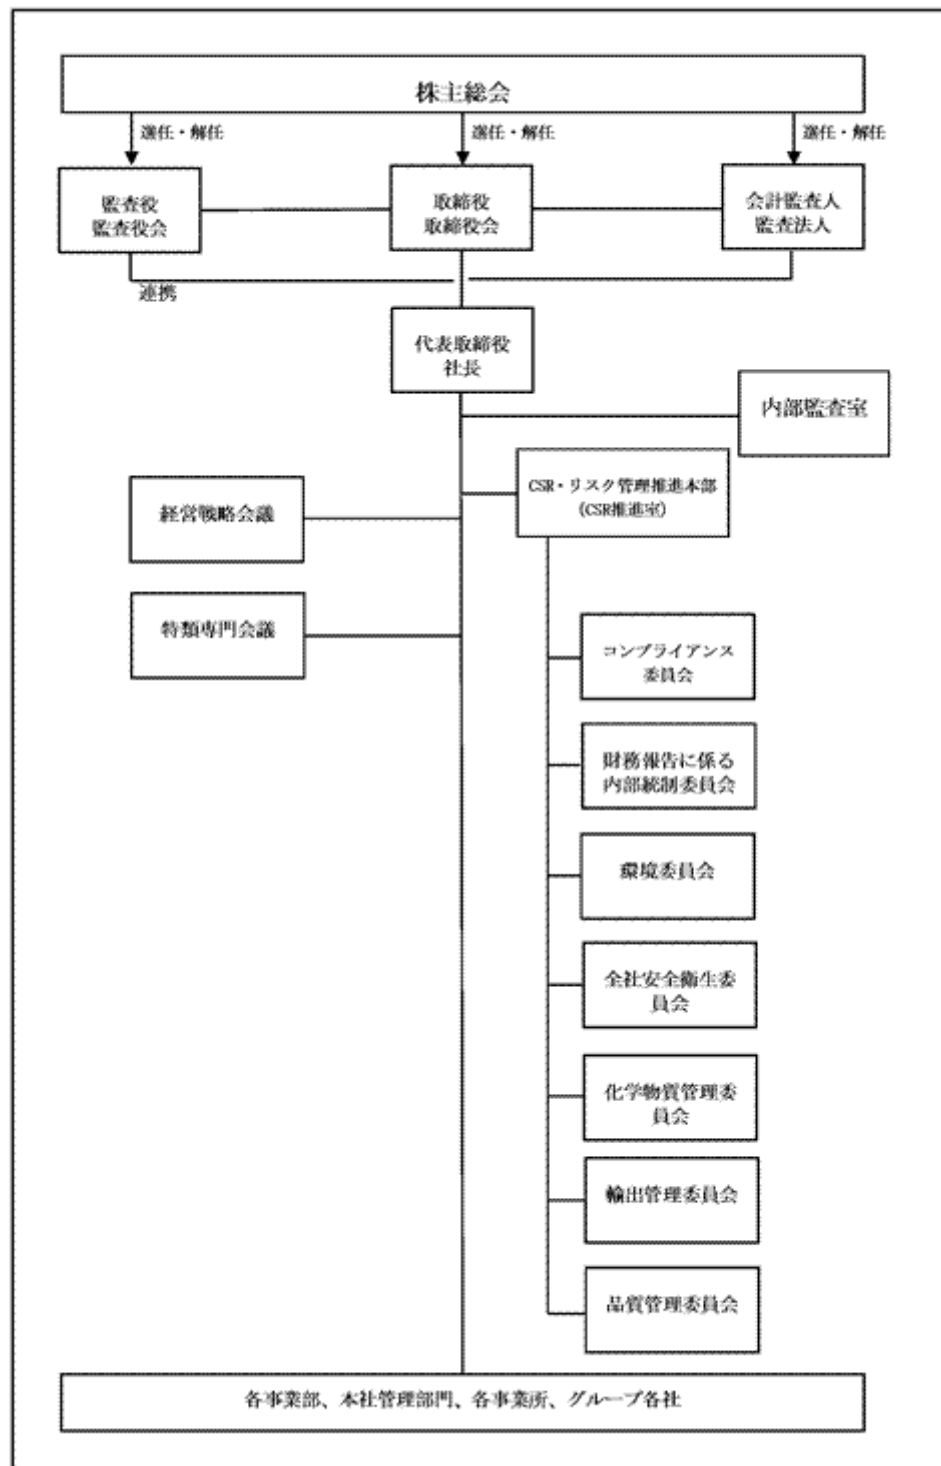 株主総会
選任・解任
選任・解任
選任・解任
監査役
監査役会
取締役
取締役会
会計監査人
監査法人
連携
代表取締役
社長
内部監査室
CSR・リスク管理推進本部
(CSR推進室)
経営戦略会議
特類専門会議
コンプライアンス
委員会
財務報告に係る
内部統制委員会
環境委員会
全社安全衛生委
員会
化学物質管理委
員会
輸出管理委員会
品質管理委員会
各事業部、本社管理部門、各事業所、グループ各社